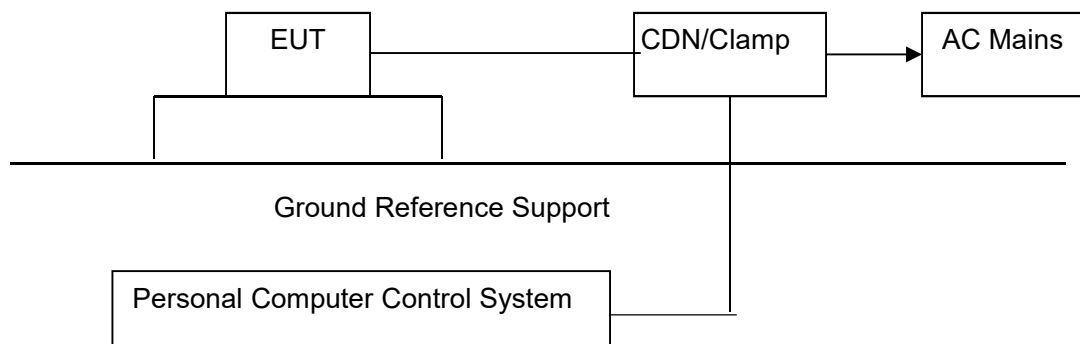 EUT
CDN/Clamp
AC Mains
Ground Reference Support
Personal Computer Control System